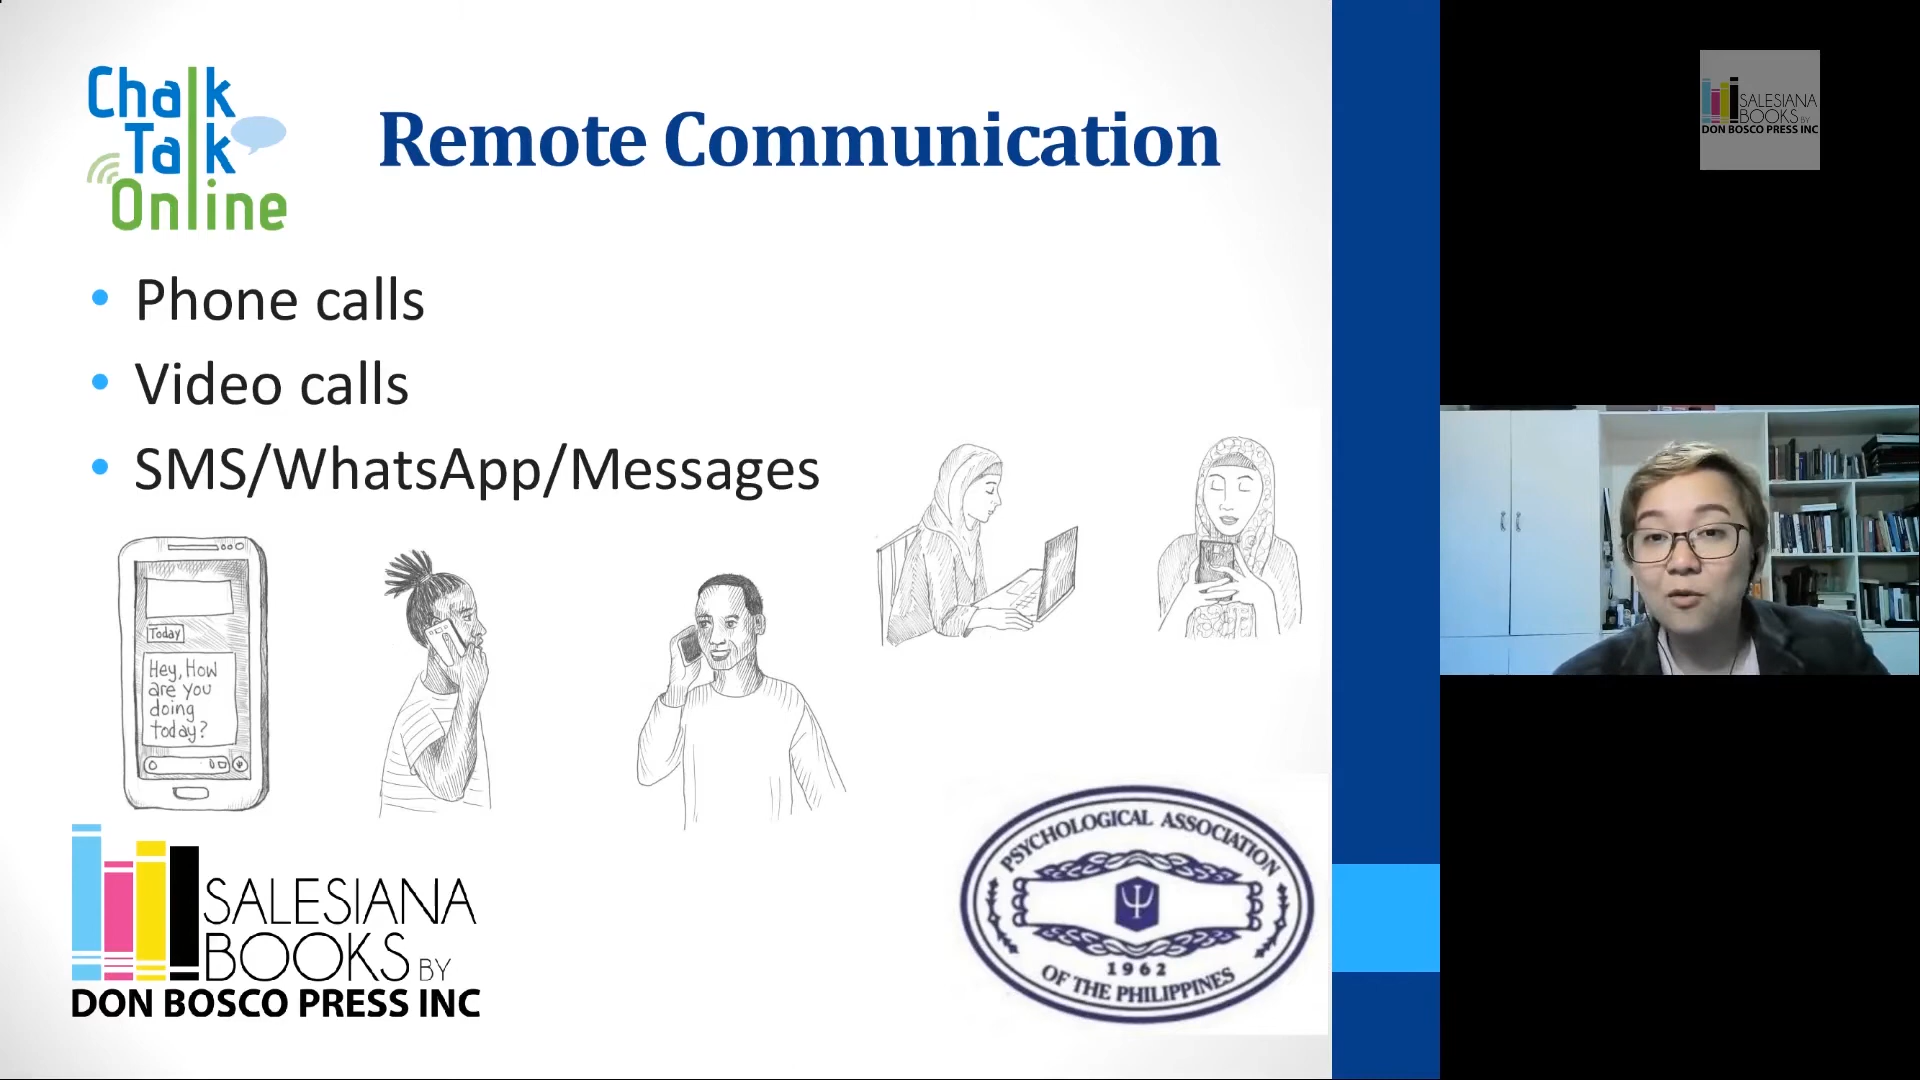 Chalk
Talk
Online
Remote Communication
• Phone calls
• Video calls
• SMS/WhatsApp/Messages
Today
Hey, How
are you
doing
today?
SALESIANA
BOOKS BY
DON BOSCO PRESS INC
PSYCHOLOGICAL ASSOCIATION
1962
OF THE PHILIPPINES
SALESIANA
BOOKS BY
DON BOSCO PRESS INC